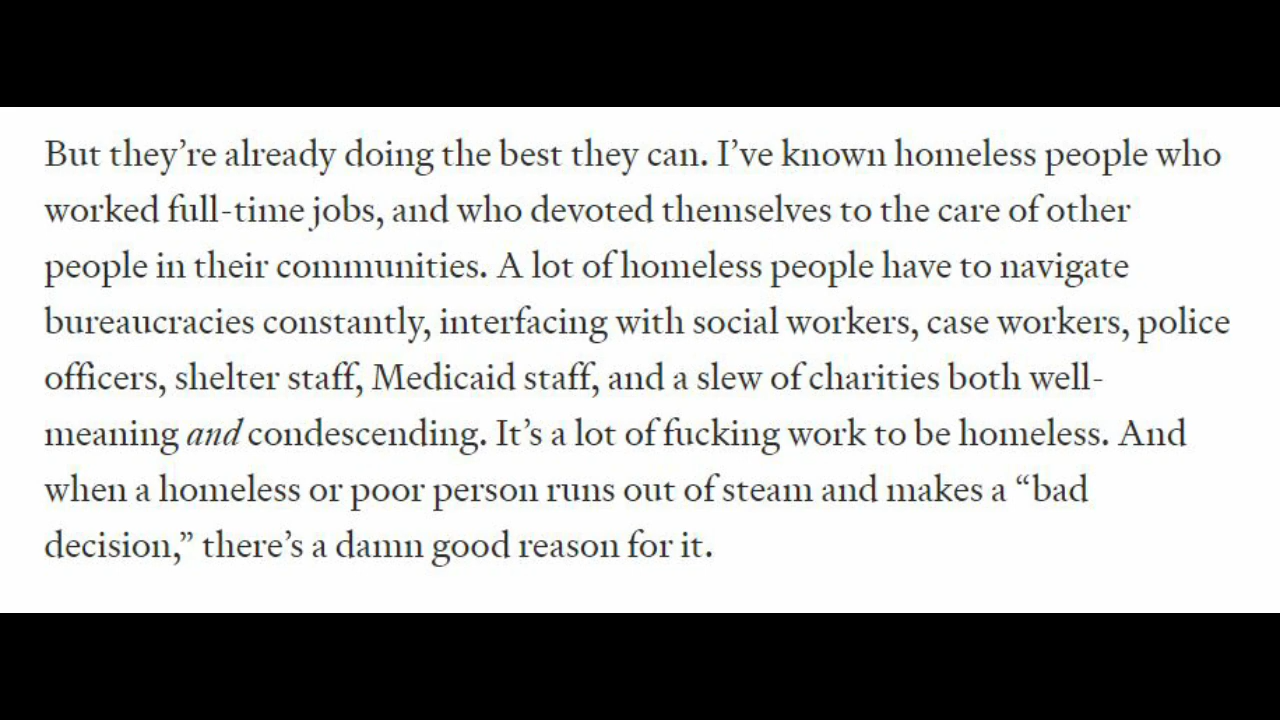 But they’re already doing the best they can. I’ve known homeless people who
worked full-time jobs, and who devoted themselves to the care of other
people in their communities. A lot of homeless people have to navigate
bureaucracies constantly, interfacing with social workers, case workers, police
officers, shelter staff, Medicaid staff, and a slew of charities both well-
meaning and condescending. It’s a lot of fucking work to be homeless. And
when a homeless or poor person runs out of steam and makes a “bad
decision,” there’s a damn good reason for it.